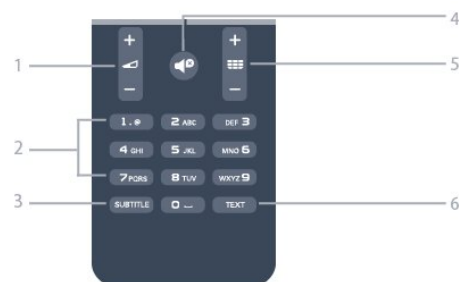 4
+ +
1 5
− −
1.@ 2 ABC DEF 3
2
4 GHI 5 JKL MNO 6
7 PQRS 8 TUV WXYZ 9
3 SUBTITLE 0 ⎵ TEXT 6